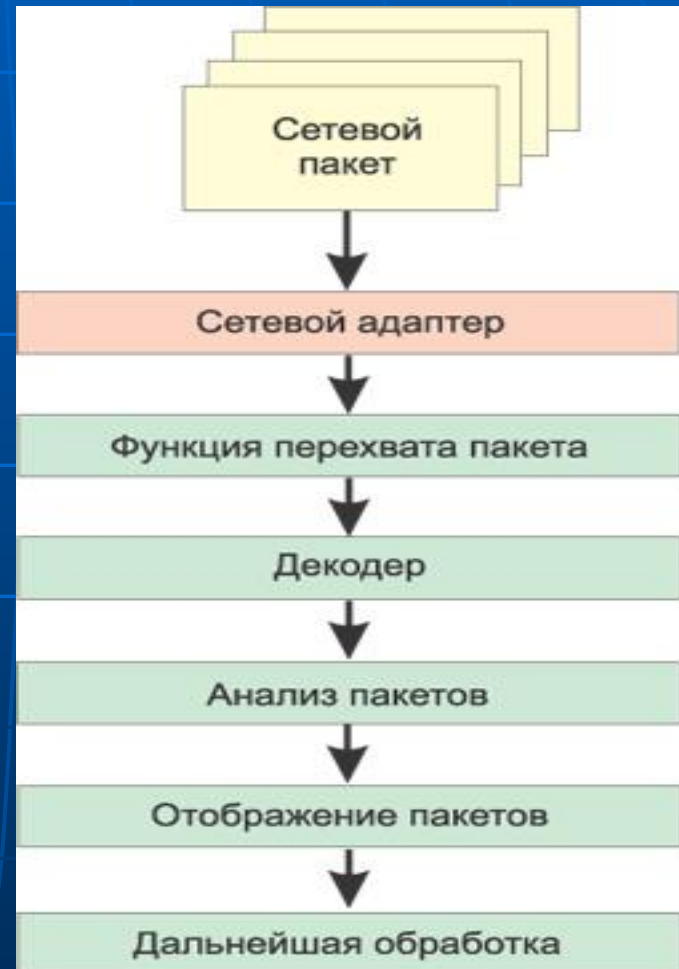 Сетевой
пакет
Сетевой адаптер
Функция перехвата пакета
Декодер
Анализ пакетов
Отображение пакетов
Дальнейшая обработка